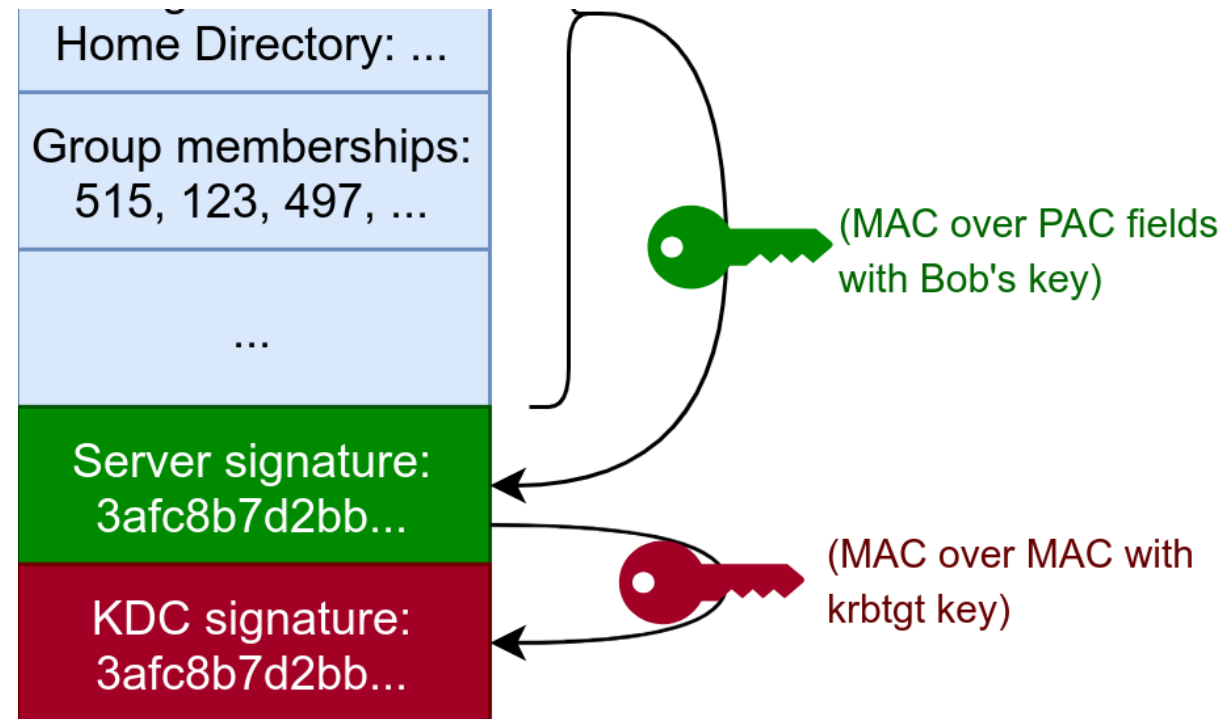 Home Directory: ...
Group memberships:
515, 123, 497, ...
...
(MAC over PAC fields
with Bob's key)
Server signature:
3afc8b7d2bb...
(MAC over MAC with
krbtgt key)
KDC signature:
3afc8b7d2bb...